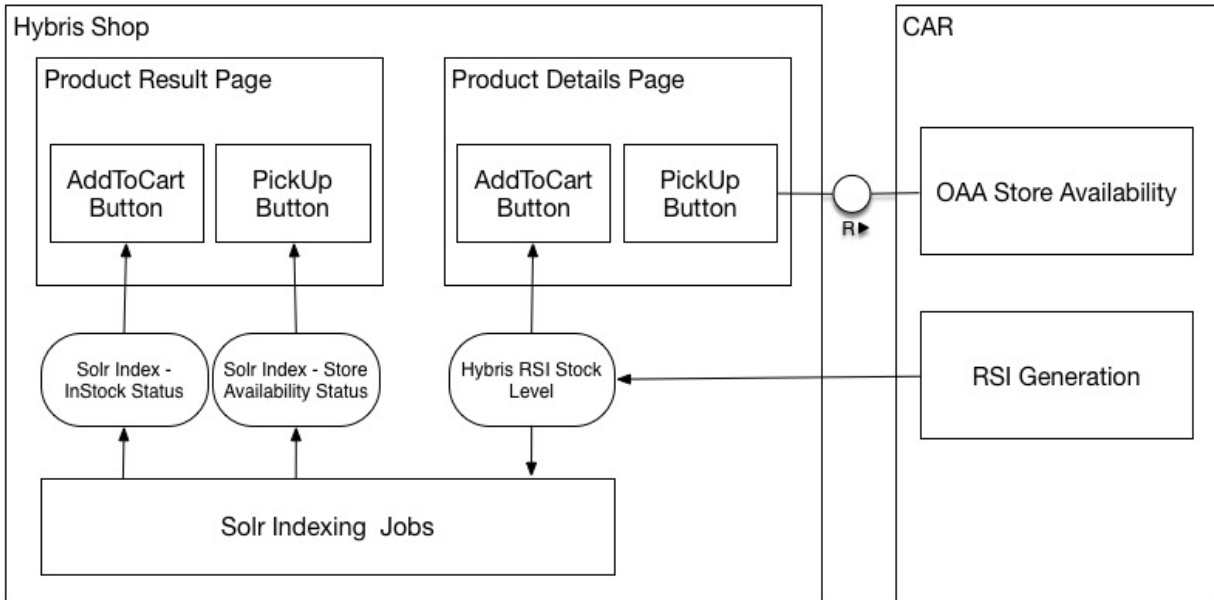 Hybris Shop
CAR
Product Result Page
Product Details Page
AddToCart
Button
PickUp
Button
AddToCart
Button
PickUp
Button
R▶
OAA Store Availability
Solr Index -
InStock Status
Solr Index - Store
Availability Status
Hybris RSI Stock
Level
RSI Generation
Solr Indexing Jobs